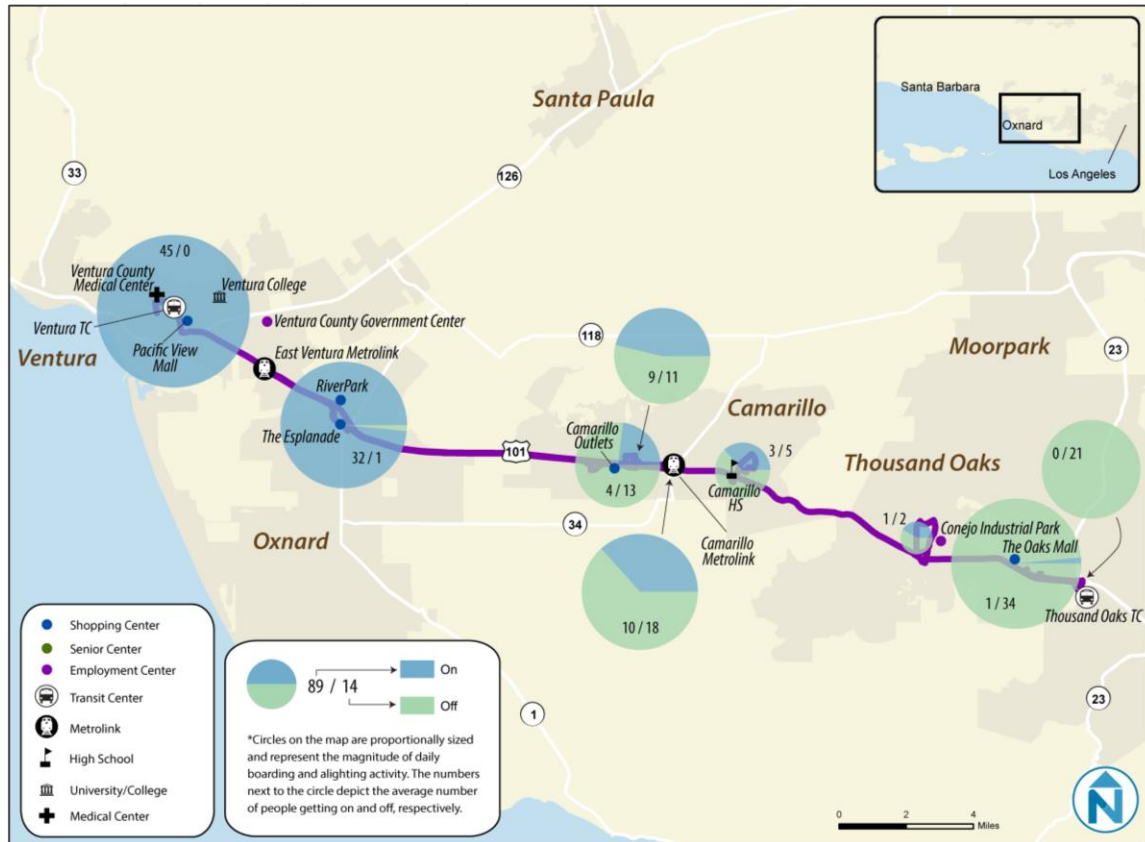 Santa Paula
Santa Barbara
Oxnard
Los Angeles
33
126
45 / 0
Ventura County
Medical Center
Ventura College
Ventura TC
Ventura County Government Center
Pacific View
Mall
Ventura
East Ventura Metrolink
118
Moorpark
23
RiverPark
9 / 11
Camarillo
The Esplanade
32 / 1
101
Camarillo
Outlets
4 / 13
3 / 5
Camarillo
HS
Thousand Oaks
0 / 21
34
Oxnard
Camarillo
Metrolink
1 / 2
Conejo Industrial Park
The Oaks Mall
10 / 18
1 / 34
Thousand Oaks TC
Shopping Center
Senior Center
Employment Center
Transit Center
Metrolink
High School
University/College
Medical Center
89 / 14
On
Off
*Circles on the map are proportionally sized
and represent the magnitude of daily
boarding and alighting activity. The numbers
next to the circle depict the average number
of people getting on and off, respectively.
1
23
0
2
4
Miles
N